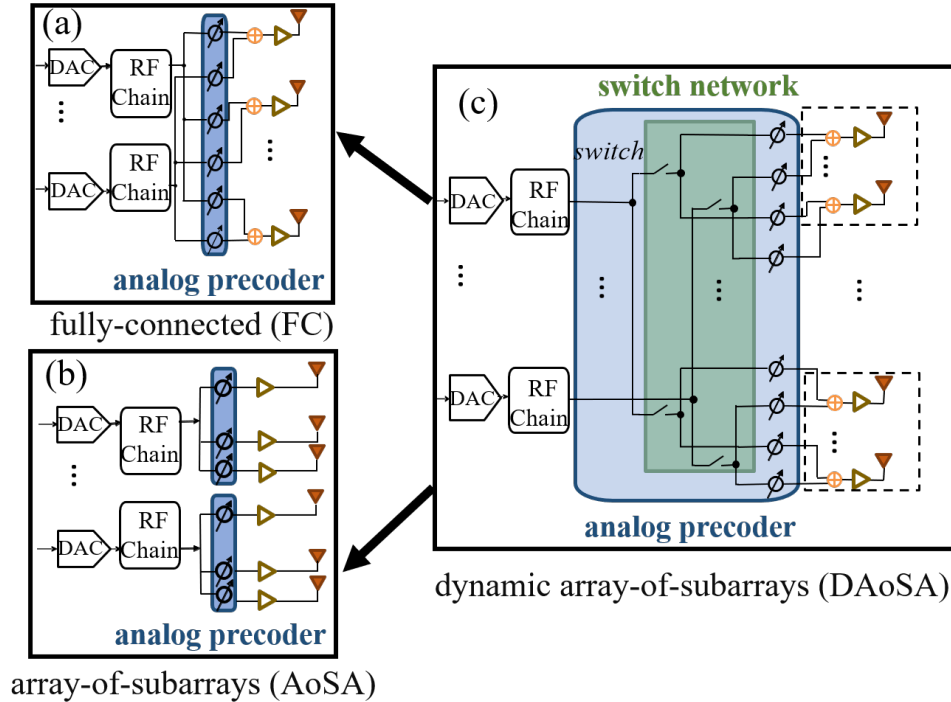 (a)
DAC
RF
Chain
DAC
RF
Chain
analog precoder
fully-connected (FC)
(b)
DAC
RF
Chain
DAC
RF
Chain
analog precoder
array-of-subarrays (AoSA)
switch network
(c)
switch
DAC
RF
Chain
DAC
RF
Chain
analog precoder
dynamic array-of-subarrays (DAoSA)